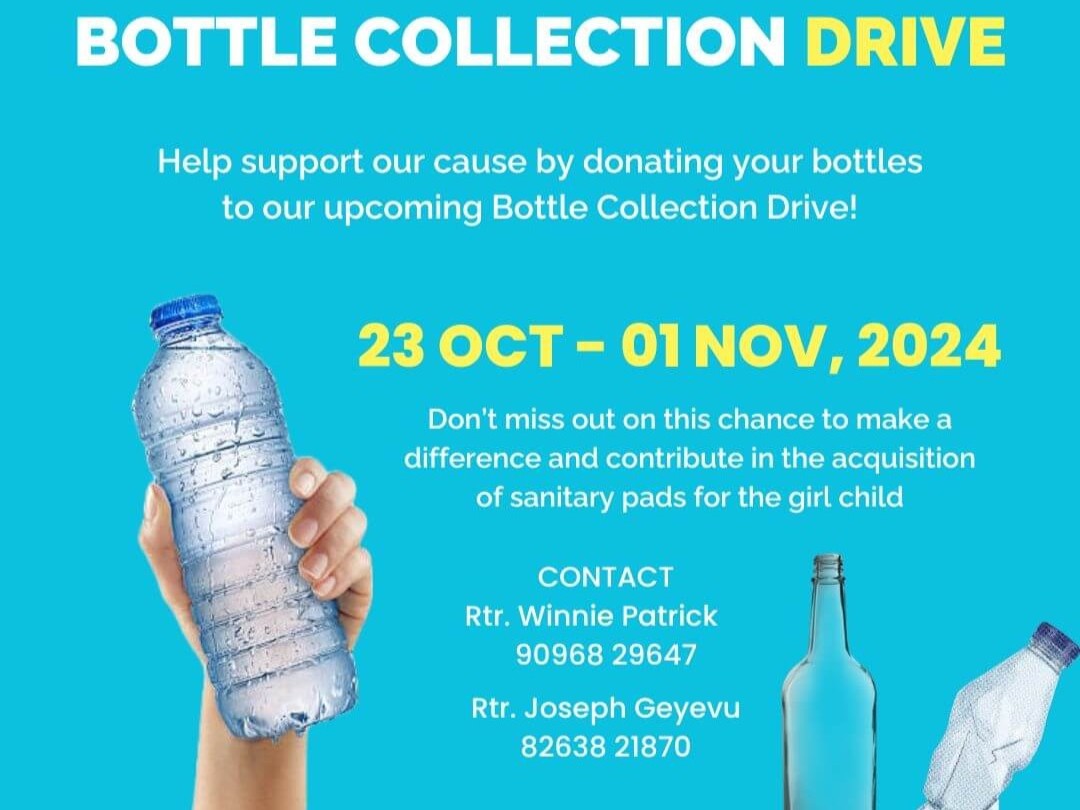 BOTTLE COLLECTION DRIVE
Help support our cause by donating your bottles
to our upcoming Bottle Collection Drive!
23 OCT - 01 NOV, 2024
Don't miss out on this chance to make a
difference and contribute in the acquisition
of sanitary pads for the girl child
CONTACT
Rtr. Winnie Patrick
90968 29647
Rtr. Joseph Geyevu
82638 21870